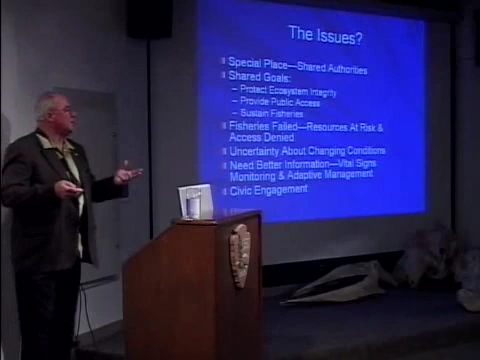 The Issues?
Special Place—Shared Authorities
Shared Goals:
– Protect Ecosystem Integrity
– Provide Public Access
– Sustain Fisheries
Fisheries Failed—Resources At Risk &
Access Denied
Uncertainty About Changing Conditions
Need Better Information—Vital Signs
Monitoring & Adaptive Management
Civic Engagement